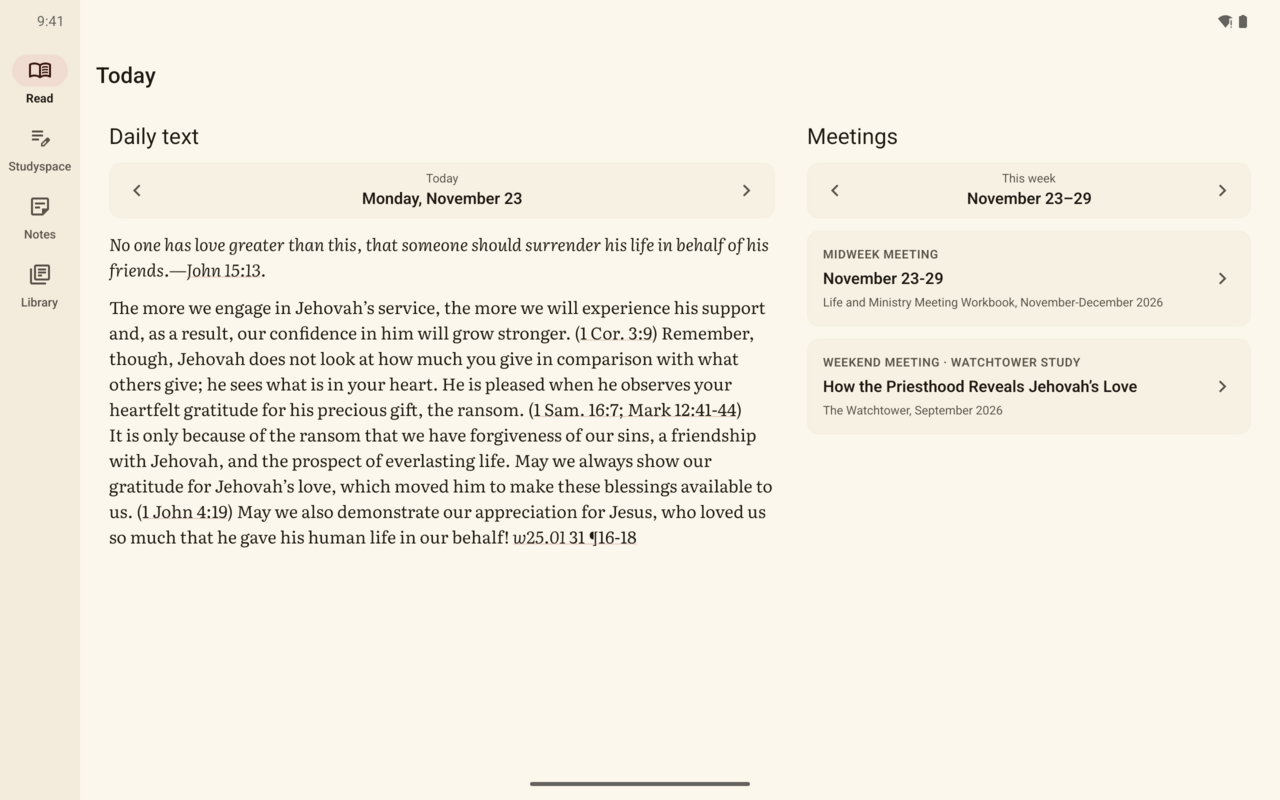 9:41
Read
Studyspace
Notes
Library
Today
Daily text
Today
Monday, November 23
No one has love greater than this, that someone should surrender his life in behalf of his
friends.—John 15:13.
The more we engage in Jehovah’s service, the more we will experience his support
and, as a result, our confidence in him will grow stronger. (1 Cor. 3:9) Remember,
though, Jehovah does not look at how much you give in comparison with what
others give; he sees what is in your heart. He is pleased when he observes your
heartfelt gratitude for his precious gift, the ransom. (1 Sam. 16:7; Mark 12:41-44)
It is only because of the ransom that we have forgiveness of our sins, a friendship
with Jehovah, and the prospect of everlasting life. May we always show our
gratitude for Jehovah’s love, which moved him to make these blessings available to
us. (1 John 4:19) May we also demonstrate our appreciation for Jesus, who loved us
so much that he gave his human life in our behalf! w25.01 31 ¶16-18
Meetings
This week
November 23–29
MIDWEEK MEETING
November 23-29
Life and Ministry Meeting Workbook, November-December 2026
WEEKEND MEETING · WATCHTOWER STUDY
How the Priesthood Reveals Jehovah’s Love
The Watchtower, September 2026